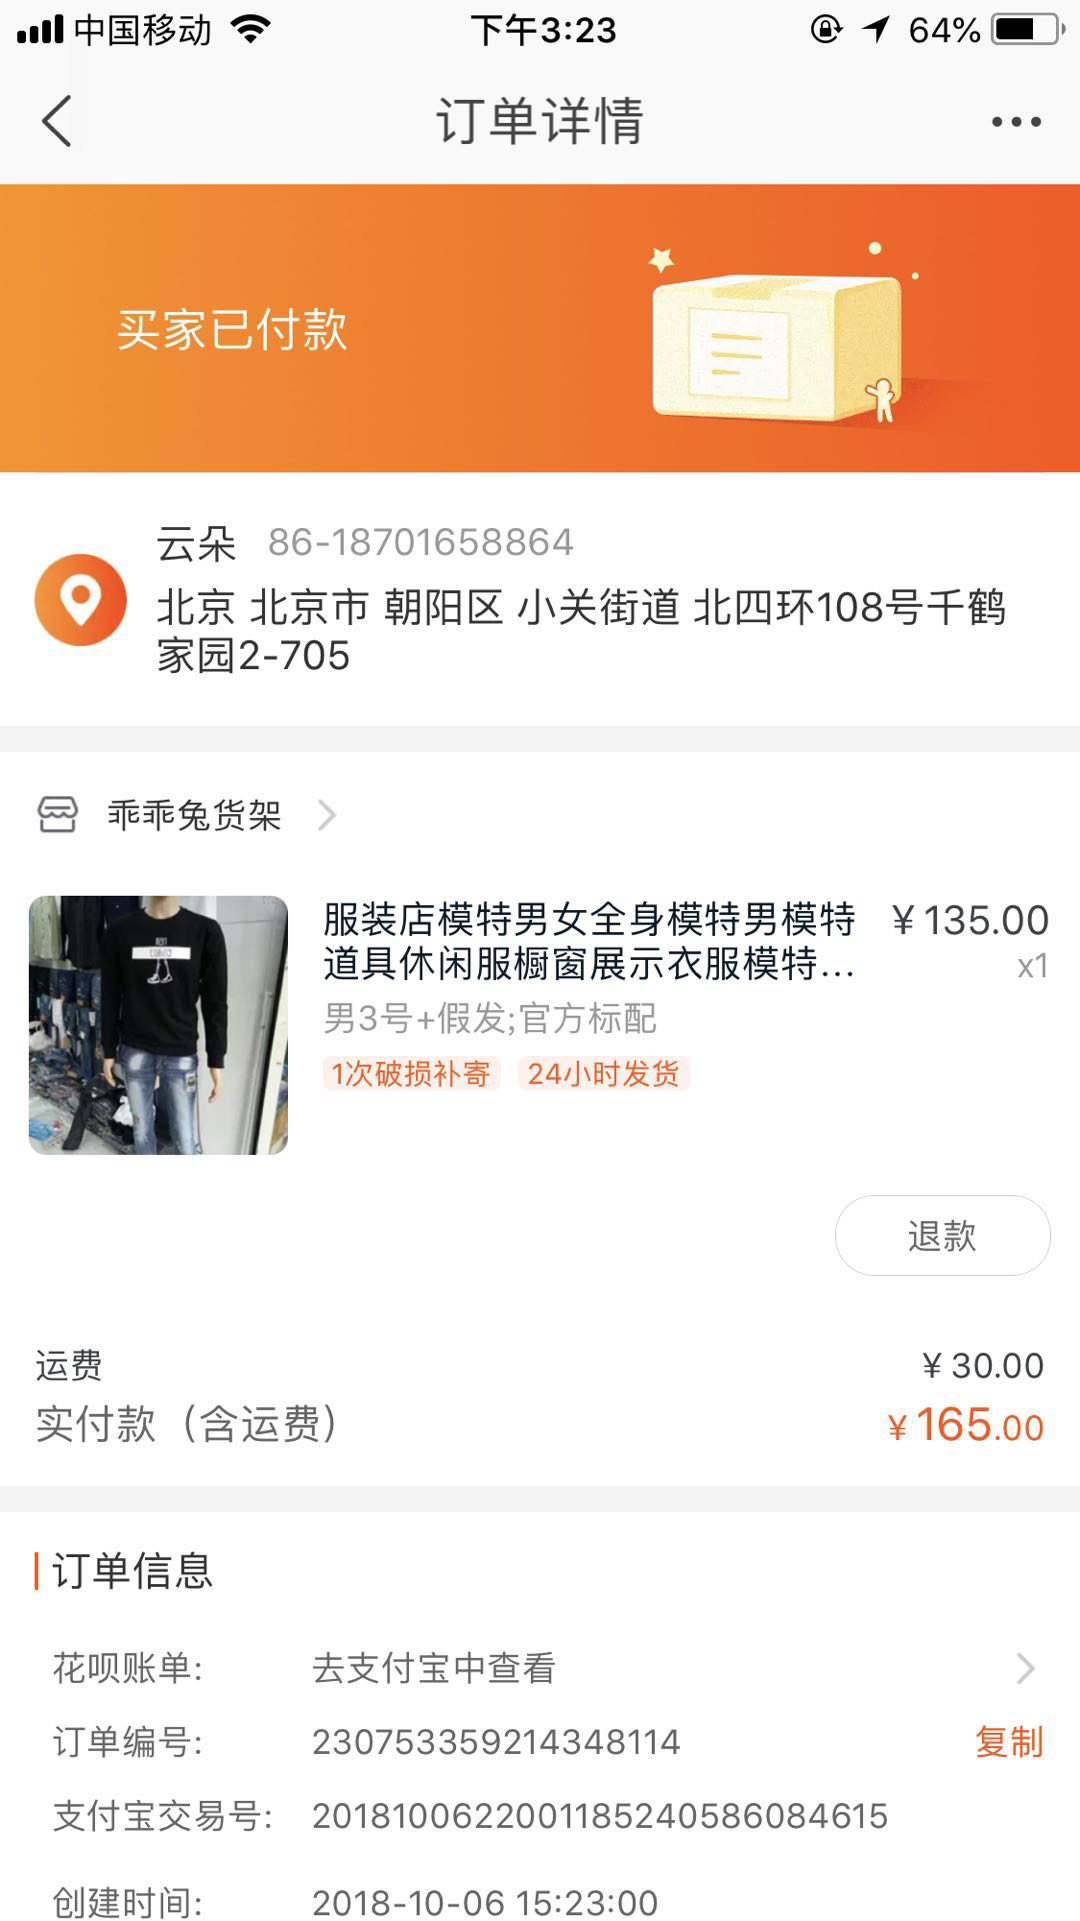 中国移动 下午3:23 64%
订单详情
买家已付款
云朵 86-18701658864
北京 北京市 朝阳区 小关街道 北四环108号千鹤
家园2-705
乖乖兔货架
服装店模特男女全身模特男模特 ¥135.00
道具休闲服橱窗展示衣服模特... x1
男3号+假发;官方标配
1次破损补寄 24小时发货
退款
运费 ¥30.00
实付款（含运费） ¥165.00
订单信息
花呗账单: 去支付宝中查看
订单编号: 230753359214348114 复制
支付宝交易号: 2018100622001185240586084615
创建时间: 2018-10-06 15:23:00